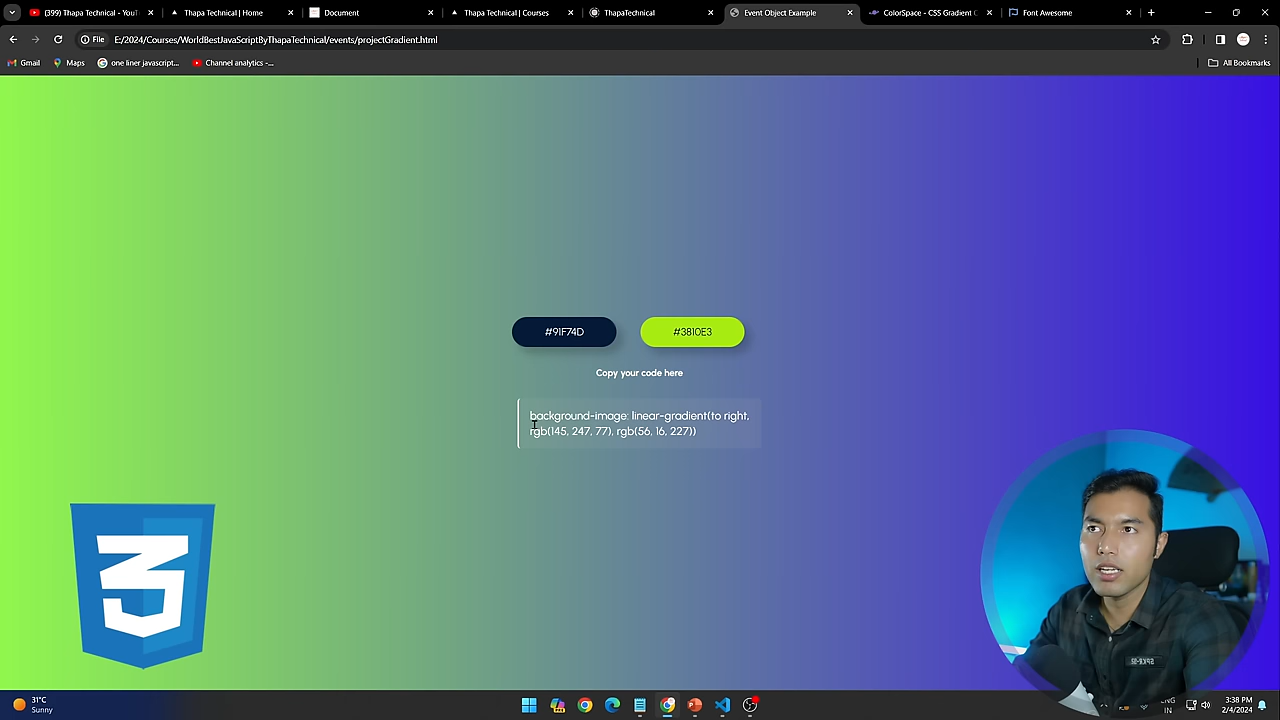 (399) Thapa Technical - YouT
Thapa Technical | Home
Document
Thapa Technical | Courses
ThapaTechnical
Event Object Example
ColorSpace - CSS Gradient C
Font Awesome
File
E:/2024/Courses/WorldBestJavaScriptByThapaTechnical/events/projectGradient.html
Gmail
Maps
one liner javascript...
Channel analytics -...
All Bookmarks
#91F74D
#3810E3
Copy your code here
background-image: linear-gradient(to right,
rgb(145, 247, 77), rgb(56, 16, 227))
3
31°C
Sunny
ENG
IN
3:38 PM
2/4/2024